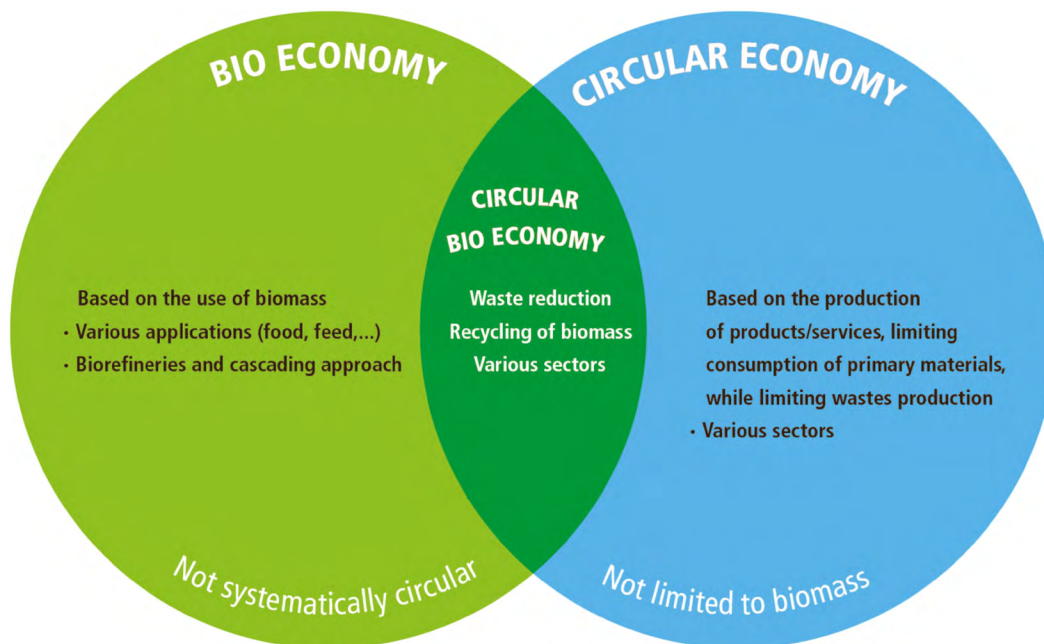 BIO ECONOMY
Based on the use of biomass
· Various applications (food, feed,...)
· Biorefineries and cascading approach
Not systematically circular
CIRCULAR
BIO ECONOMY
Waste reduction
Recycling of biomass
Various sectors
CIRCULAR ECONOMY
Based on the production
of products/services, limiting
consumption of primary materials,
while limiting wastes production
· Various sectors
Not limited to biomass